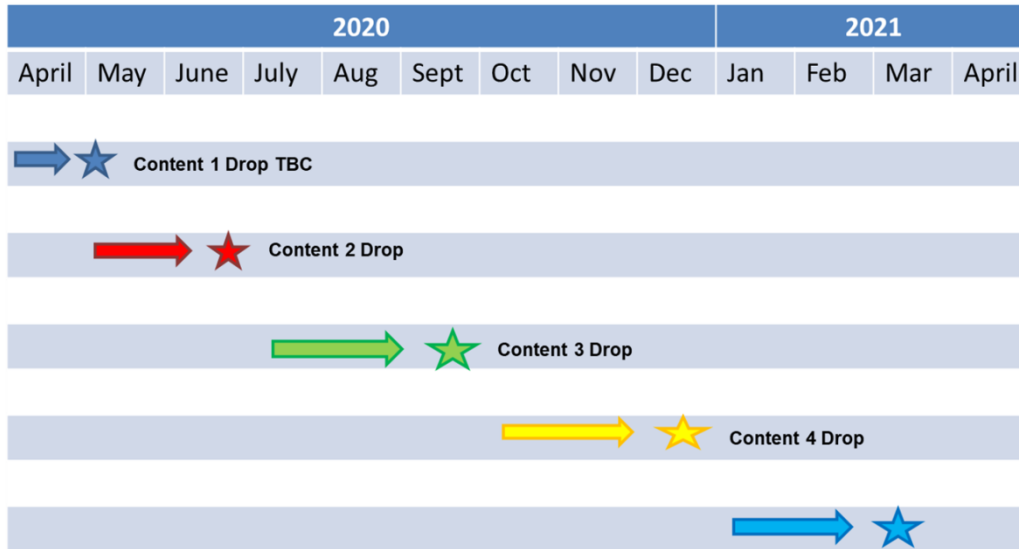 2020 2021
April May June July Aug Sept Oct Nov Dec Jan Feb Mar April
Content 1 Drop TBC
Content 2 Drop
Content 3 Drop
Content 4 Drop